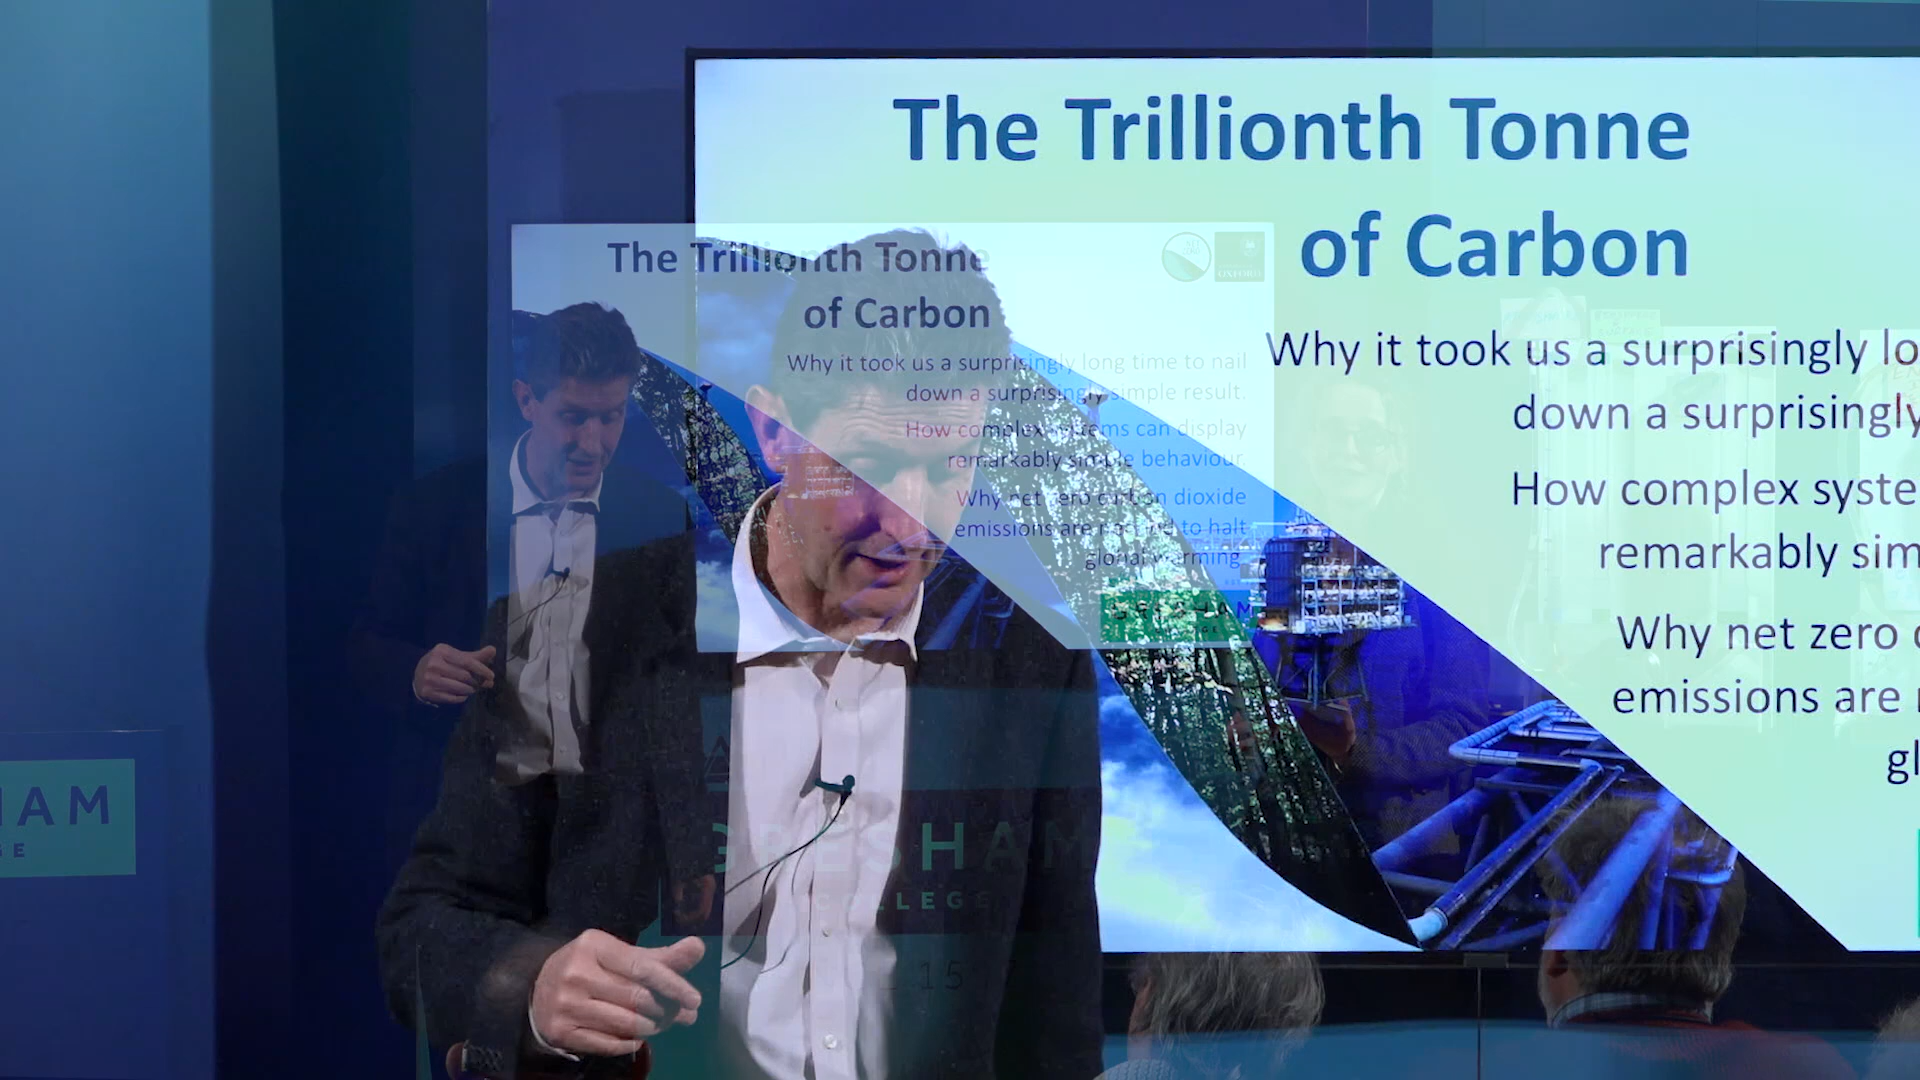 The Trillionth Tonne
of Carbon
Why it took us a surprisingly lo
down a surprisingly
How complex syste
remarkably sim
Why net zero
emissions are
gl
The Trillionth Tonne
of Carbon
Why it took us a surprisingly long time to nail
down a surprisingly simple result.
How complex systems can display
remarkably simple behaviour.
Why net zero carbon dioxide
emissions are to halt
global warming.
OXFORD
GRESHAM
HAM
GE
GRESHAM
COLLEGE